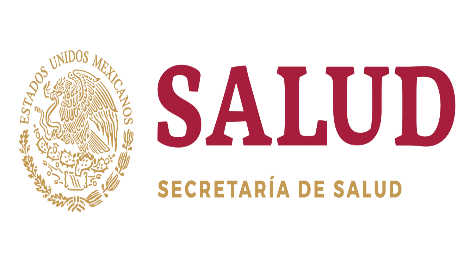 ESTADOS UNIDOS MEXICANOS
SALUD
SECRETARÍA DE SALUD